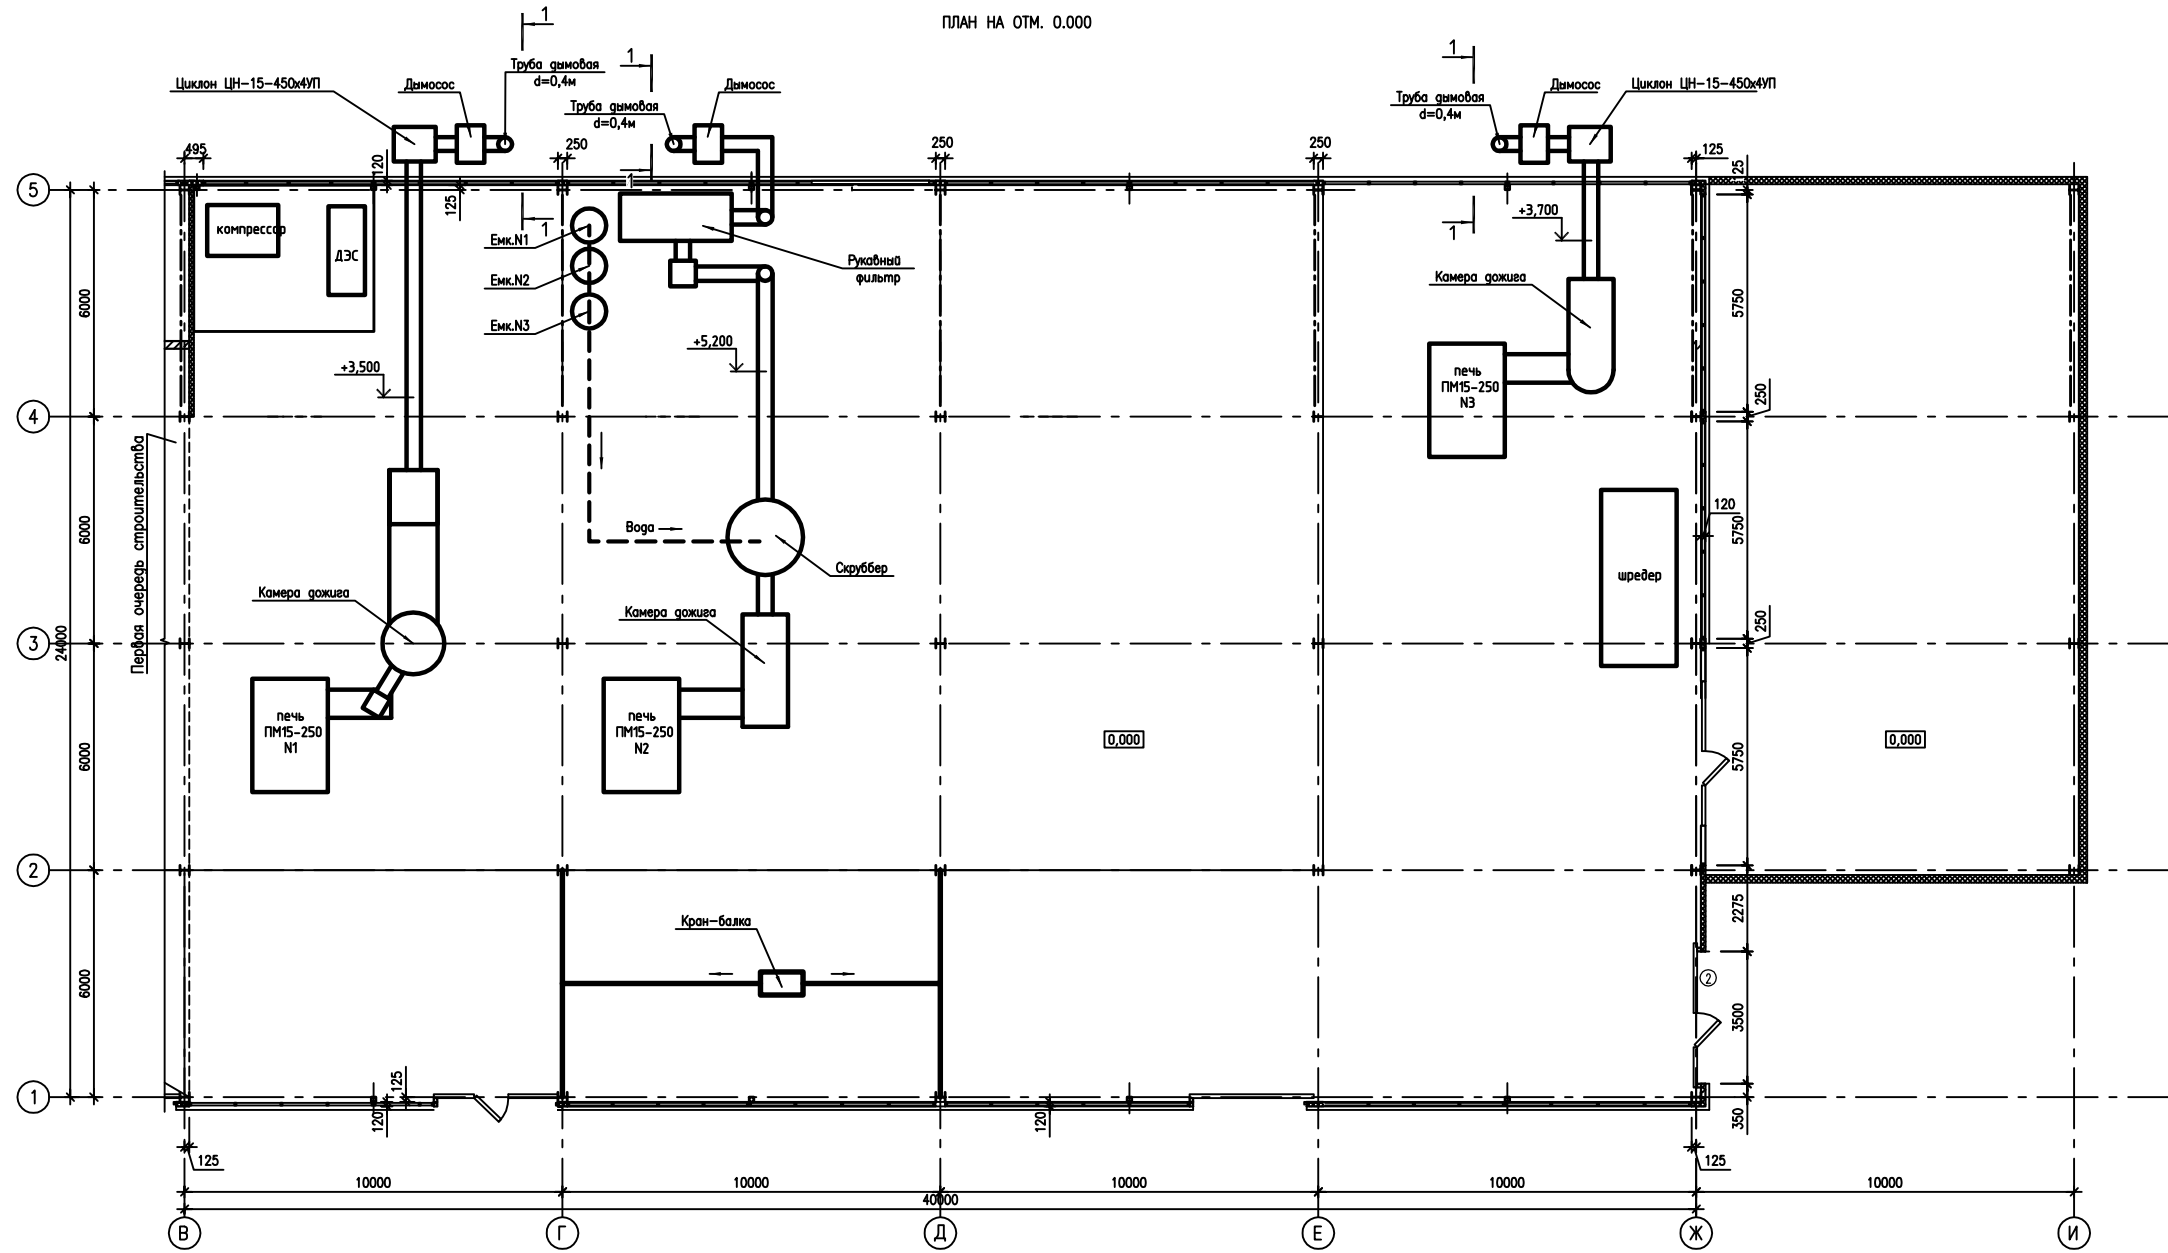 ПЛАН НА ОТМ. 0.000
1
1
1
Труба дымовая
d=0,4м
Циклон ЦН-15-450х4УП
Дымосос
Труба дымовая
d=0,4м
Дымосос
Труба дымовая
d=0,4м
Дымосос
Циклон ЦН-15-450х4УП
495
120
250
250
250
125
125
5
125
1
1
1
компрессор
ДЭС
Емк.N1
Емк.N2
Емк.N3
Рукавный
фильтр
+3,700
Камера дожига
6000
5750
+3,500
+5,200
печь
ПМ15-250
N3
250
4
Первая очередь строительства
6000
Вода
Скруббер
120
5750
шредер
Камера дожига
Камера дожига
250
3
24000
печь
ПМ15-250
N1
печь
ПМ15-250
N2
0,000
0,000
6000
5750
2
2275
Кран-балка
6000
2
3500
1
125
120
120
350
125
125
10000
10000
10000
10000
10000
40000
В
Г
Д
Е
Ж
И